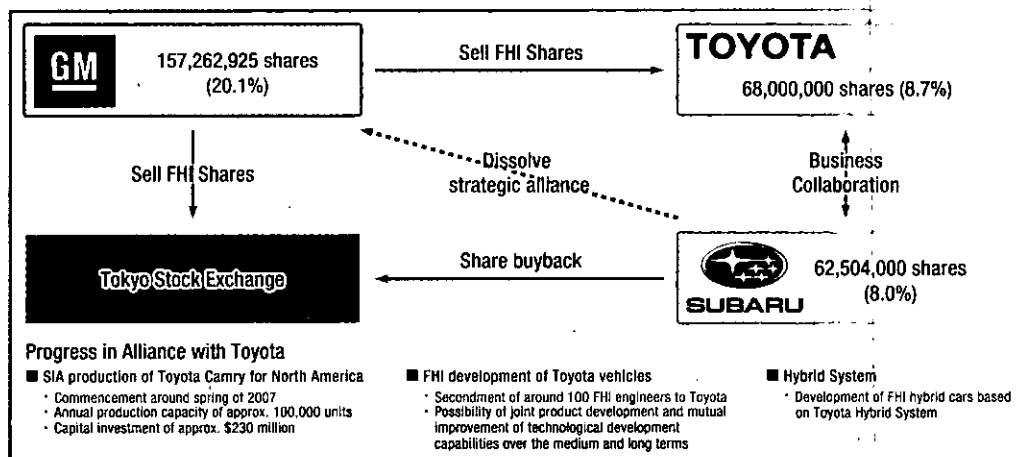 GM
157,262,925 shares
(20.1%)
Sell FHI Shares
TOYOTA
68,000,000 shares (8.7%)
Sell FHI Shares
Dissolve
strategic alliance
Business
Collaboration
Tokyo Stock Exchange
Share buyback
SUBARU
62,504,000 shares
(8.0%)
Progress in Alliance with Toyota
■ SIA production of Toyota Camry for North America
・ Commencement around spring of 2007
・ Annual production capacity of approx. 100,000 units
・ Capital investment of approx. $230 million
■ FHI development of Toyota vehicles
・ Secondment of around 100 FHI engineers to Toyota
・ Possibility of joint product development and mutual
improvement of technological development
capabilities over the medium and long terms
■ Hybrid System
・ Development of FHI hybrid cars based
on Toyota Hybrid System